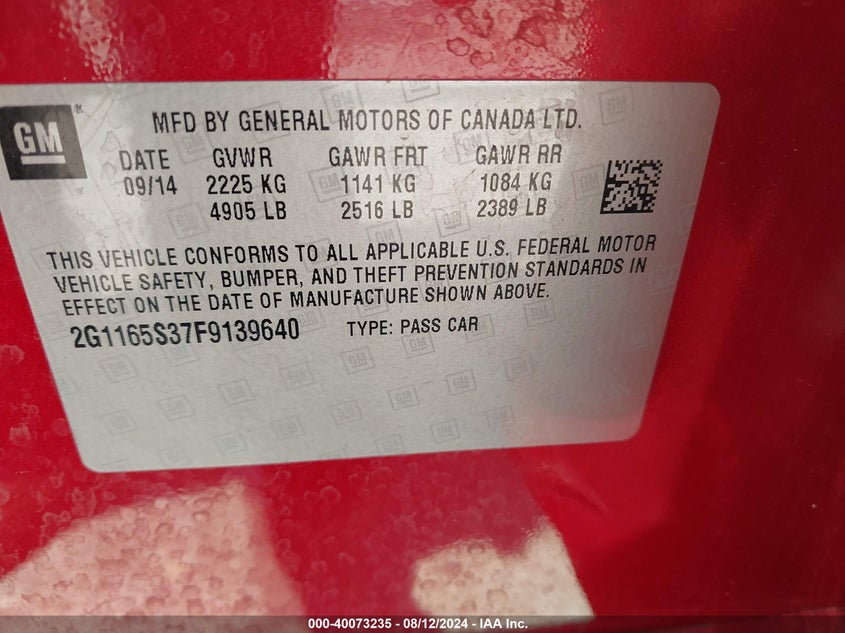 GM
®
MFD BY GENERAL MOTORS OF CANADA LTD.
DATE GVWR GAWR FRT GAWR RR
09/14 2225 KG 1141 KG 1084 KG
4905 LB 2516 LB 2389 LB
THIS VEHICLE CONFORMS TO ALL APPLICABLE U.S. FEDERAL MOTOR
VEHICLE SAFETY, BUMPER, AND THEFT PREVENTION STANDARDS IN
EFFECT ON THE DATE OF MANUFACTURE SHOWN ABOVE.
2G1165S37F9139640 TYPE: PASS CAR
000-40073235 - 08/12/2024 - IAA Inc.